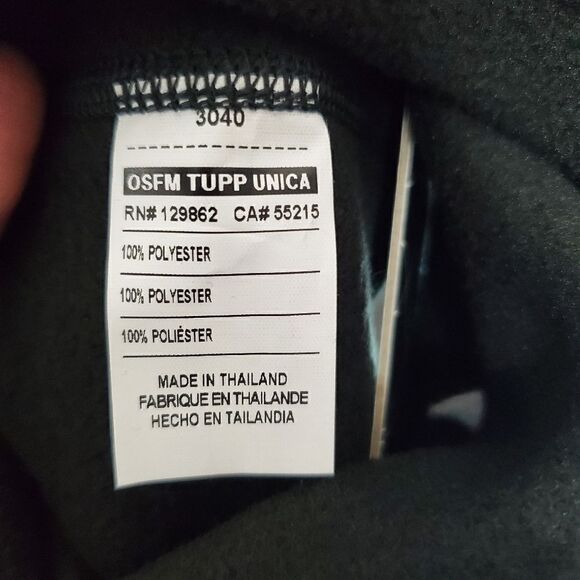 3040
OSFM TUPP UNICA
RN# 129862 CA# 55215
100% POLYESTER
100% POLYESTER
100% POLIÉSTER
MADE IN THAILAND
FABRIQUE EN THAILANDE
HECHO EN TAILANDIA